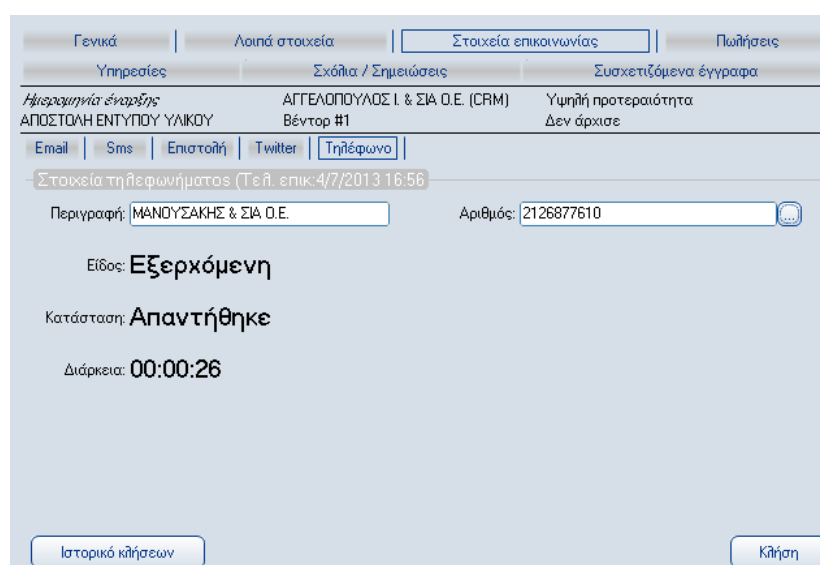 Γενικά Λοιπά στοιχεία Στοιχεία επικοινωνίας Πωλήσεις
Υπηρεσίες Σχόλια / Σημειώσεις Συσχετιζόμενα έγγραφα
Ημερομηνία έναρξης ΑΓΓΕΛΟΠΟΥΛΟΣ Ι. & ΣΙΑ Ο.Ε. (CRM) Υψηλή προτεραιότητα
ΑΠΟΣΤΟΛΗ ΕΝΤΥΠΟΥ ΥΛΙΚΟΥ Βέντορ #1 Δεν άρχισε
Email Sms Επιστολή Twitter Τηλέφωνο
Στοιχεία τηλεφωνήματος (Τελ. επικ:4/7/2013 16:56
Περιγραφή: ΜΑΝΟΥΣΑΚΗΣ & ΣΙΑ Ο.Ε. Αριθμός: 2126877610 ...
Είδος: Εξερχόμενη
Κατάσταση: Απαντήθηκε
Διάρκεια: 00:00:26
Ιστορικό κλήσεων Κλήση